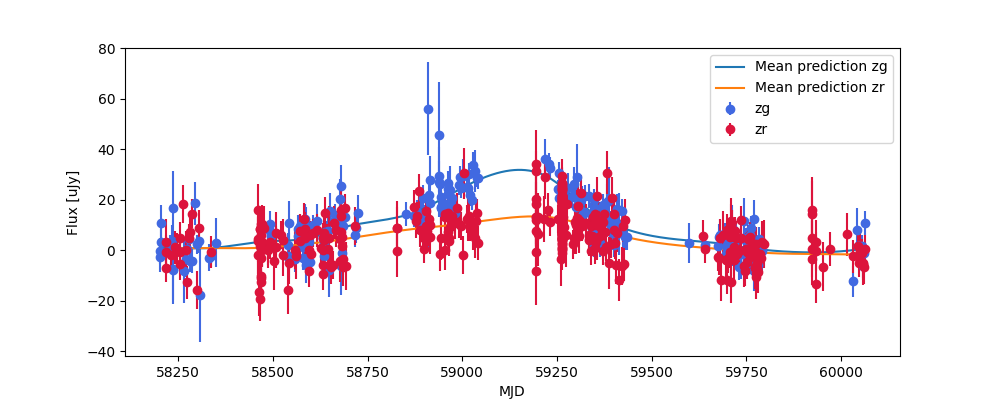 80
60
40
20
0
−20
−40
Flux [uJy]
58250
58500
58750
59000
59250
59500
59750
60000
MJD
Mean prediction zg
Mean prediction zr
zg
zr